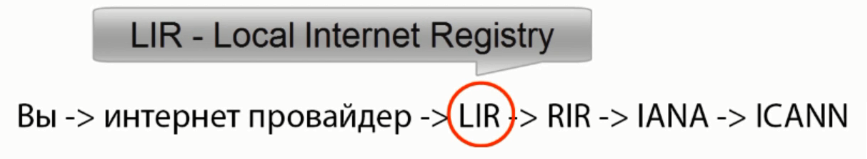 LIR - Local Internet Registry
Вы -> интернет провайдер -> LIR -> RIR -> IANA -> ICANN